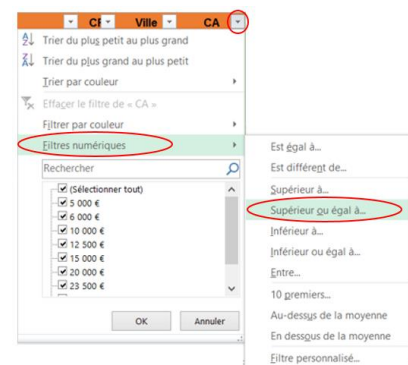 CP Ville CA
Trier du plus petit au plus grand
Trier du plus grand au plus petit
Trier par couleur
Effacer le filtre de « CA »
Filtrer par couleur
Filtres numériques
Rechercher
(Sélectionner tout)
5 000 €
6 000 €
10 000 €
12 500 €
15 000 €
20 000 €
23 500 €
OK Annuler
Est égal à...
Est différent de...
Supérieur à...
Supérieur ou égal à...
Inférieur à...
Inférieur ou égal à...
Entre...
10 premiers...
Au-dessus de la moyenne
En dessous de la moyenne
Filtre personnalisé...